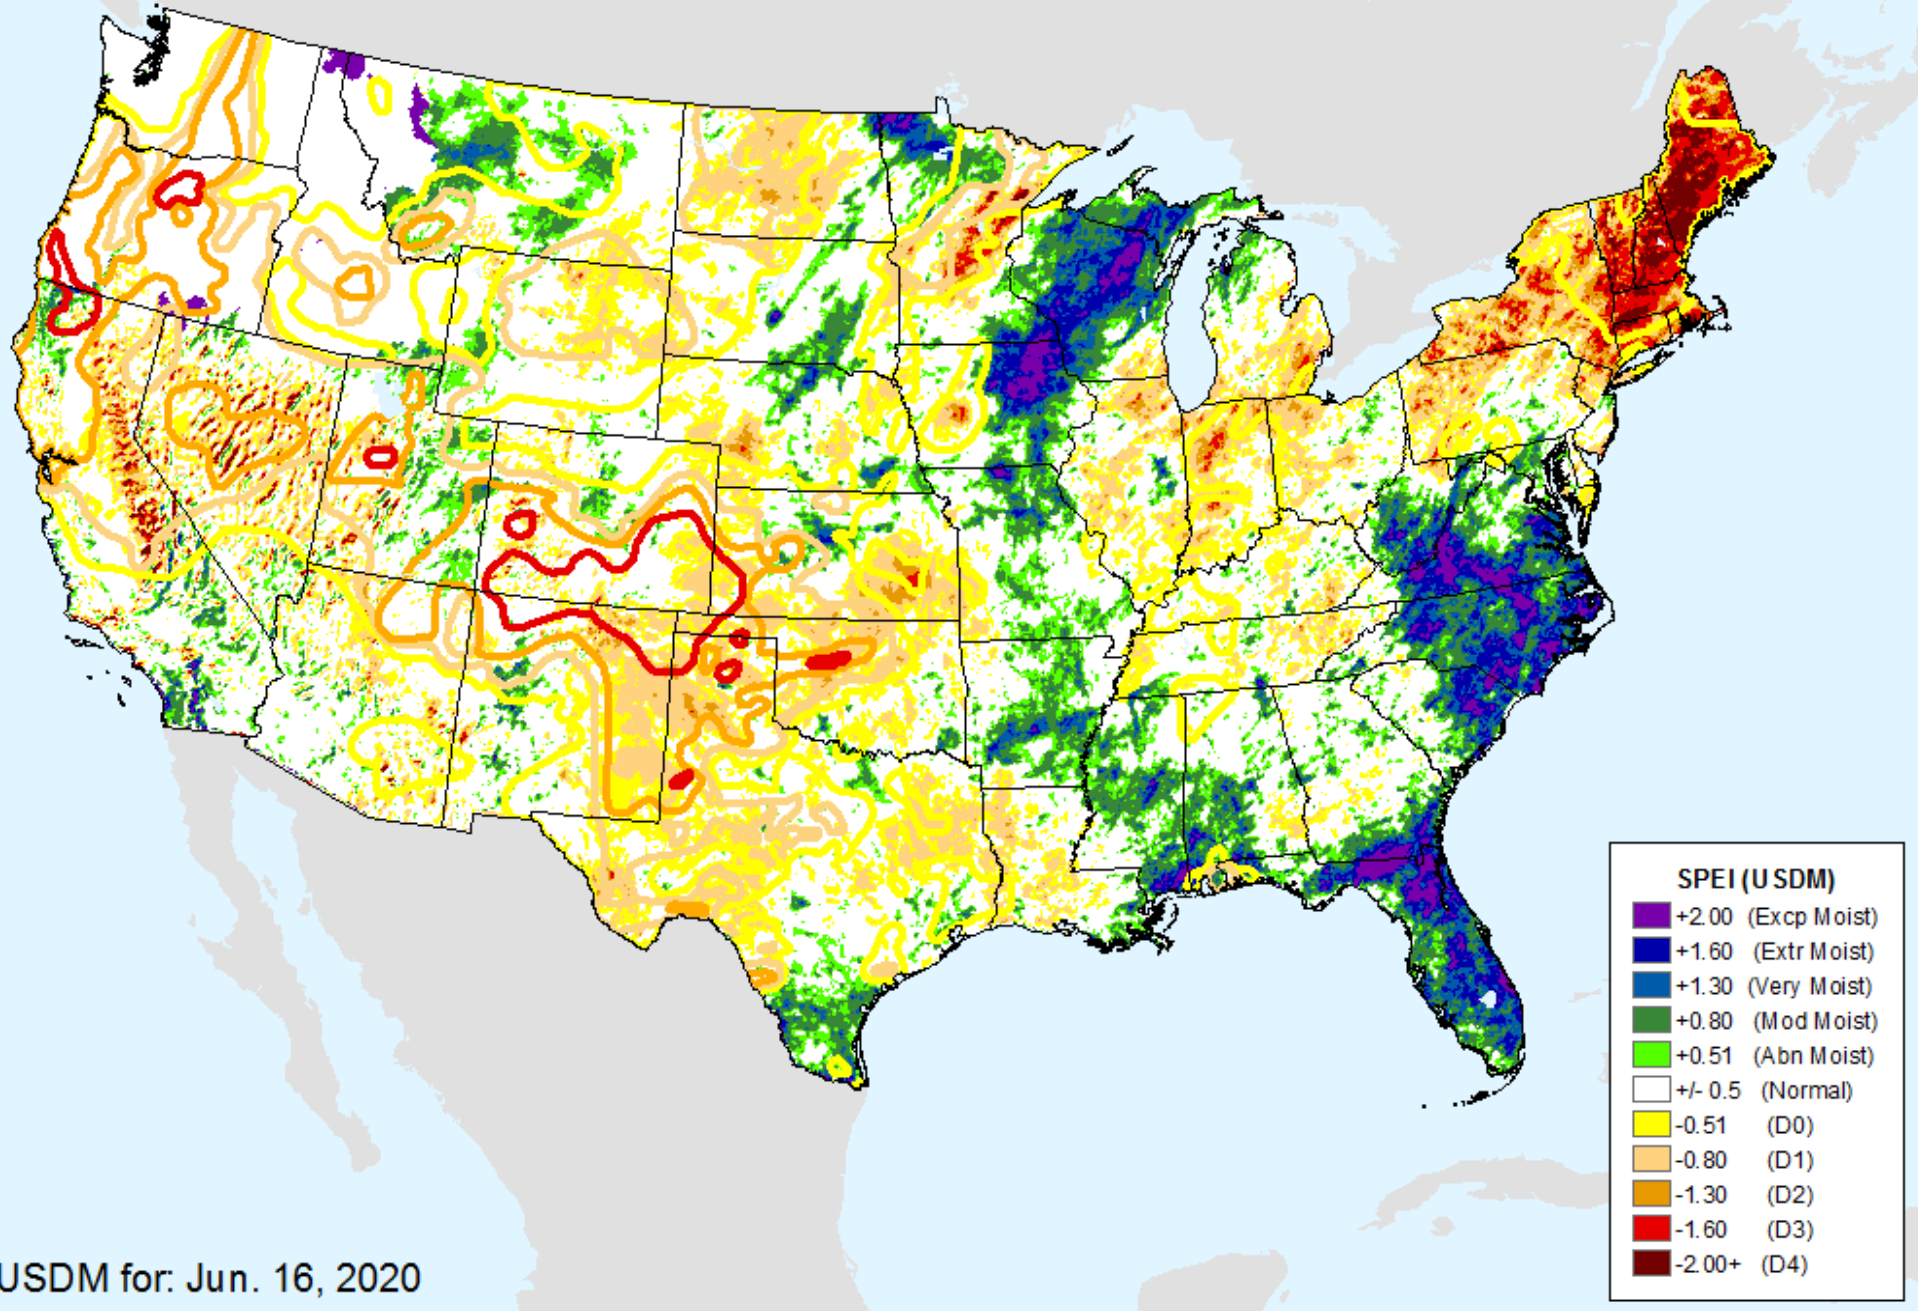 SPEI (USDM)
+2.00 (Excp Moist)
+1.60 (Extr Moist)
+1.30 (Very Moist)
+0.80 (Mod Moist)
+0.51 (Abn Moist)
+/- 0.5 (Normal)
-0.51 (D0)
-0.80 (D1)
-1.30 (D2)
-1.60 (D3)
-2.00+ (D4)
USDM for: Jun. 16, 2020